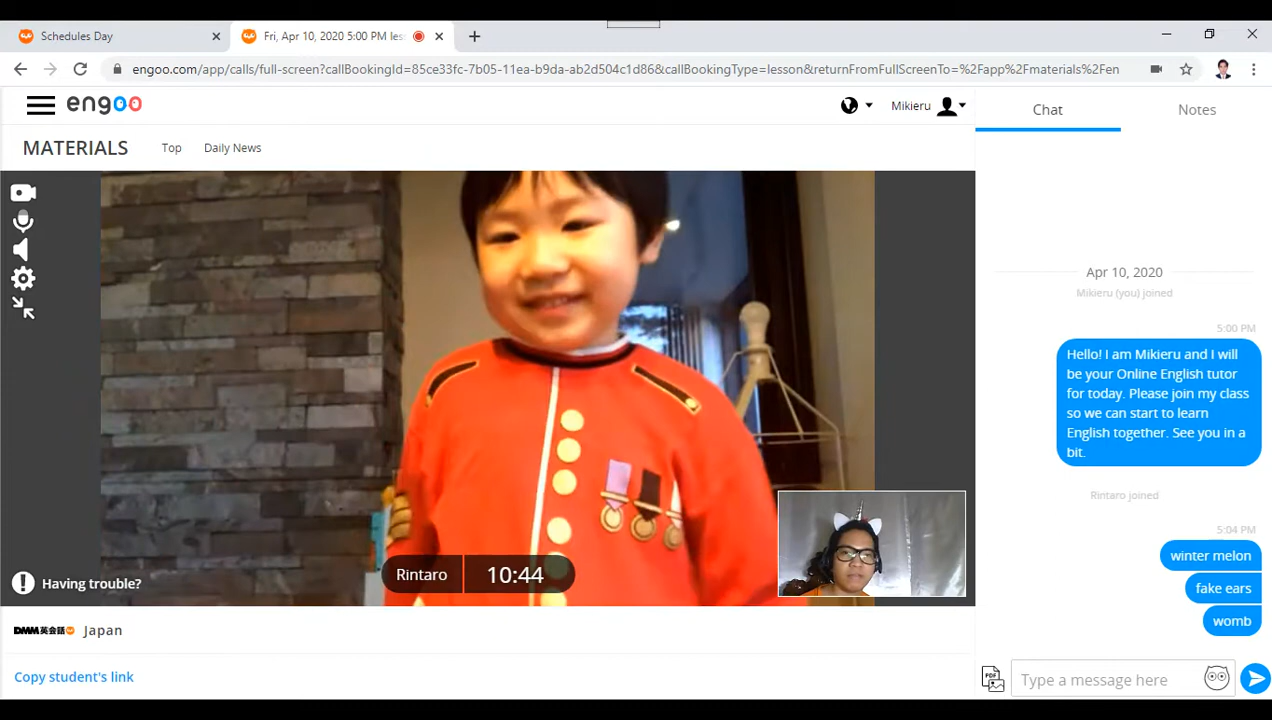 Schedules Day
Fri, Apr 10, 2020 5:00 PM les
engoo.com/app/calls/full-screen?callBookingId=85ce33fc-7b05-11ea-b9da-ab2d504c1d86&callBookingType=lesson&returnFromFullScreenTo=%2Fapp%2Fmaterials%2Fen
engoo
Mikieru
Chat
Notes
MATERIALS
Top
Daily News
Apr 10, 2020
Mikieru (you) joined
5:00 PM
Hello! I am Mikieru and I will
be your Online English tutor
for today. Please join my class
so we can start to learn
English together. See you in a
bit.
Rintaro joined
5:04 PM
winter melon
fake ears
womb
Rintaro
10:44
Having trouble?
DMM英会話
Japan
Copy student's link
PDF
Type a message here